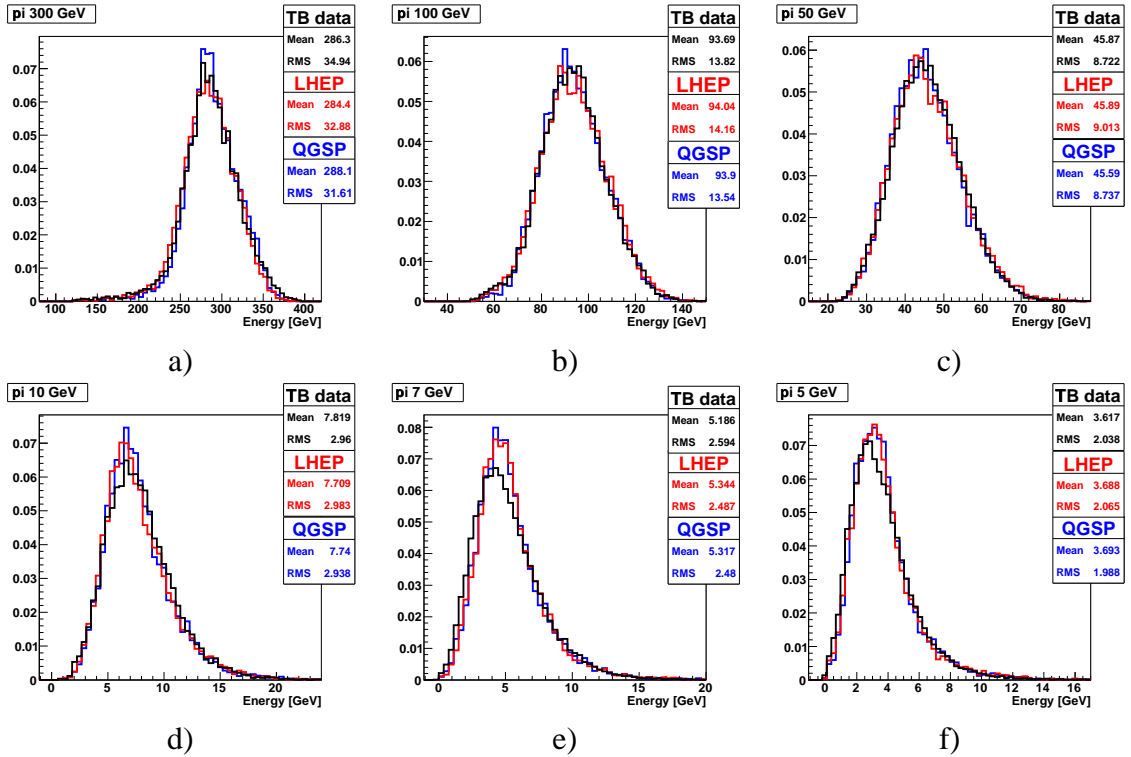 pi 300 GeV
TB data
Mean 286.3
RMS 34.94
LHEP
Mean 284.4
RMS 32.88
QGSP
Mean 288.1
RMS 31.61
0.07
0.06
0.05
0.04
0.03
0.02
0.01
0
100 150 200 250 300 350 400
Energy [GeV]
a)
pi 100 GeV
TB data
Mean 93.69
RMS 13.82
LHEP
Mean 94.04
RMS 14.16
QGSP
Mean 93.9
RMS 13.54
0.06
0.05
0.04
0.03
0.02
0.01
0
40 60 80 100 120 140
Energy [GeV]
b)
pi 50 GeV
TB data
Mean 45.87
RMS 8.722
LHEP
Mean 45.89
RMS 9.013
QGSP
Mean 45.59
RMS 8.737
0.06
0.05
0.04
0.03
0.02
0.01
0
20 30 40 50 60 70 80
Energy [GeV]
c)
pi 10 GeV
TB data
Mean 7.819
RMS 2.96
LHEP
Mean 7.709
RMS 2.983
QGSP
Mean 7.74
RMS 2.938
0.07
0.06
0.05
0.04
0.03
0.02
0.01
0
0 5 10 15 20
Energy [GeV]
d)
pi 7 GeV
TB data
Mean 5.186
RMS 2.594
LHEP
Mean 5.344
RMS 2.487
QGSP
Mean 5.317
RMS 2.48
0.08
0.07
0.06
0.05
0.04
0.03
0.02
0.01
0
0 5 10 15 20
Energy [GeV]
e)
pi 5 GeV
TB data
Mean 3.617
RMS 2.038
LHEP
Mean 3.688
RMS 2.065
QGSP
Mean 3.693
RMS 1.988
0.07
0.06
0.05
0.04
0.03
0.02
0.01
0
0 2 4 6 8 10 12 14 16
Energy [GeV]
f)